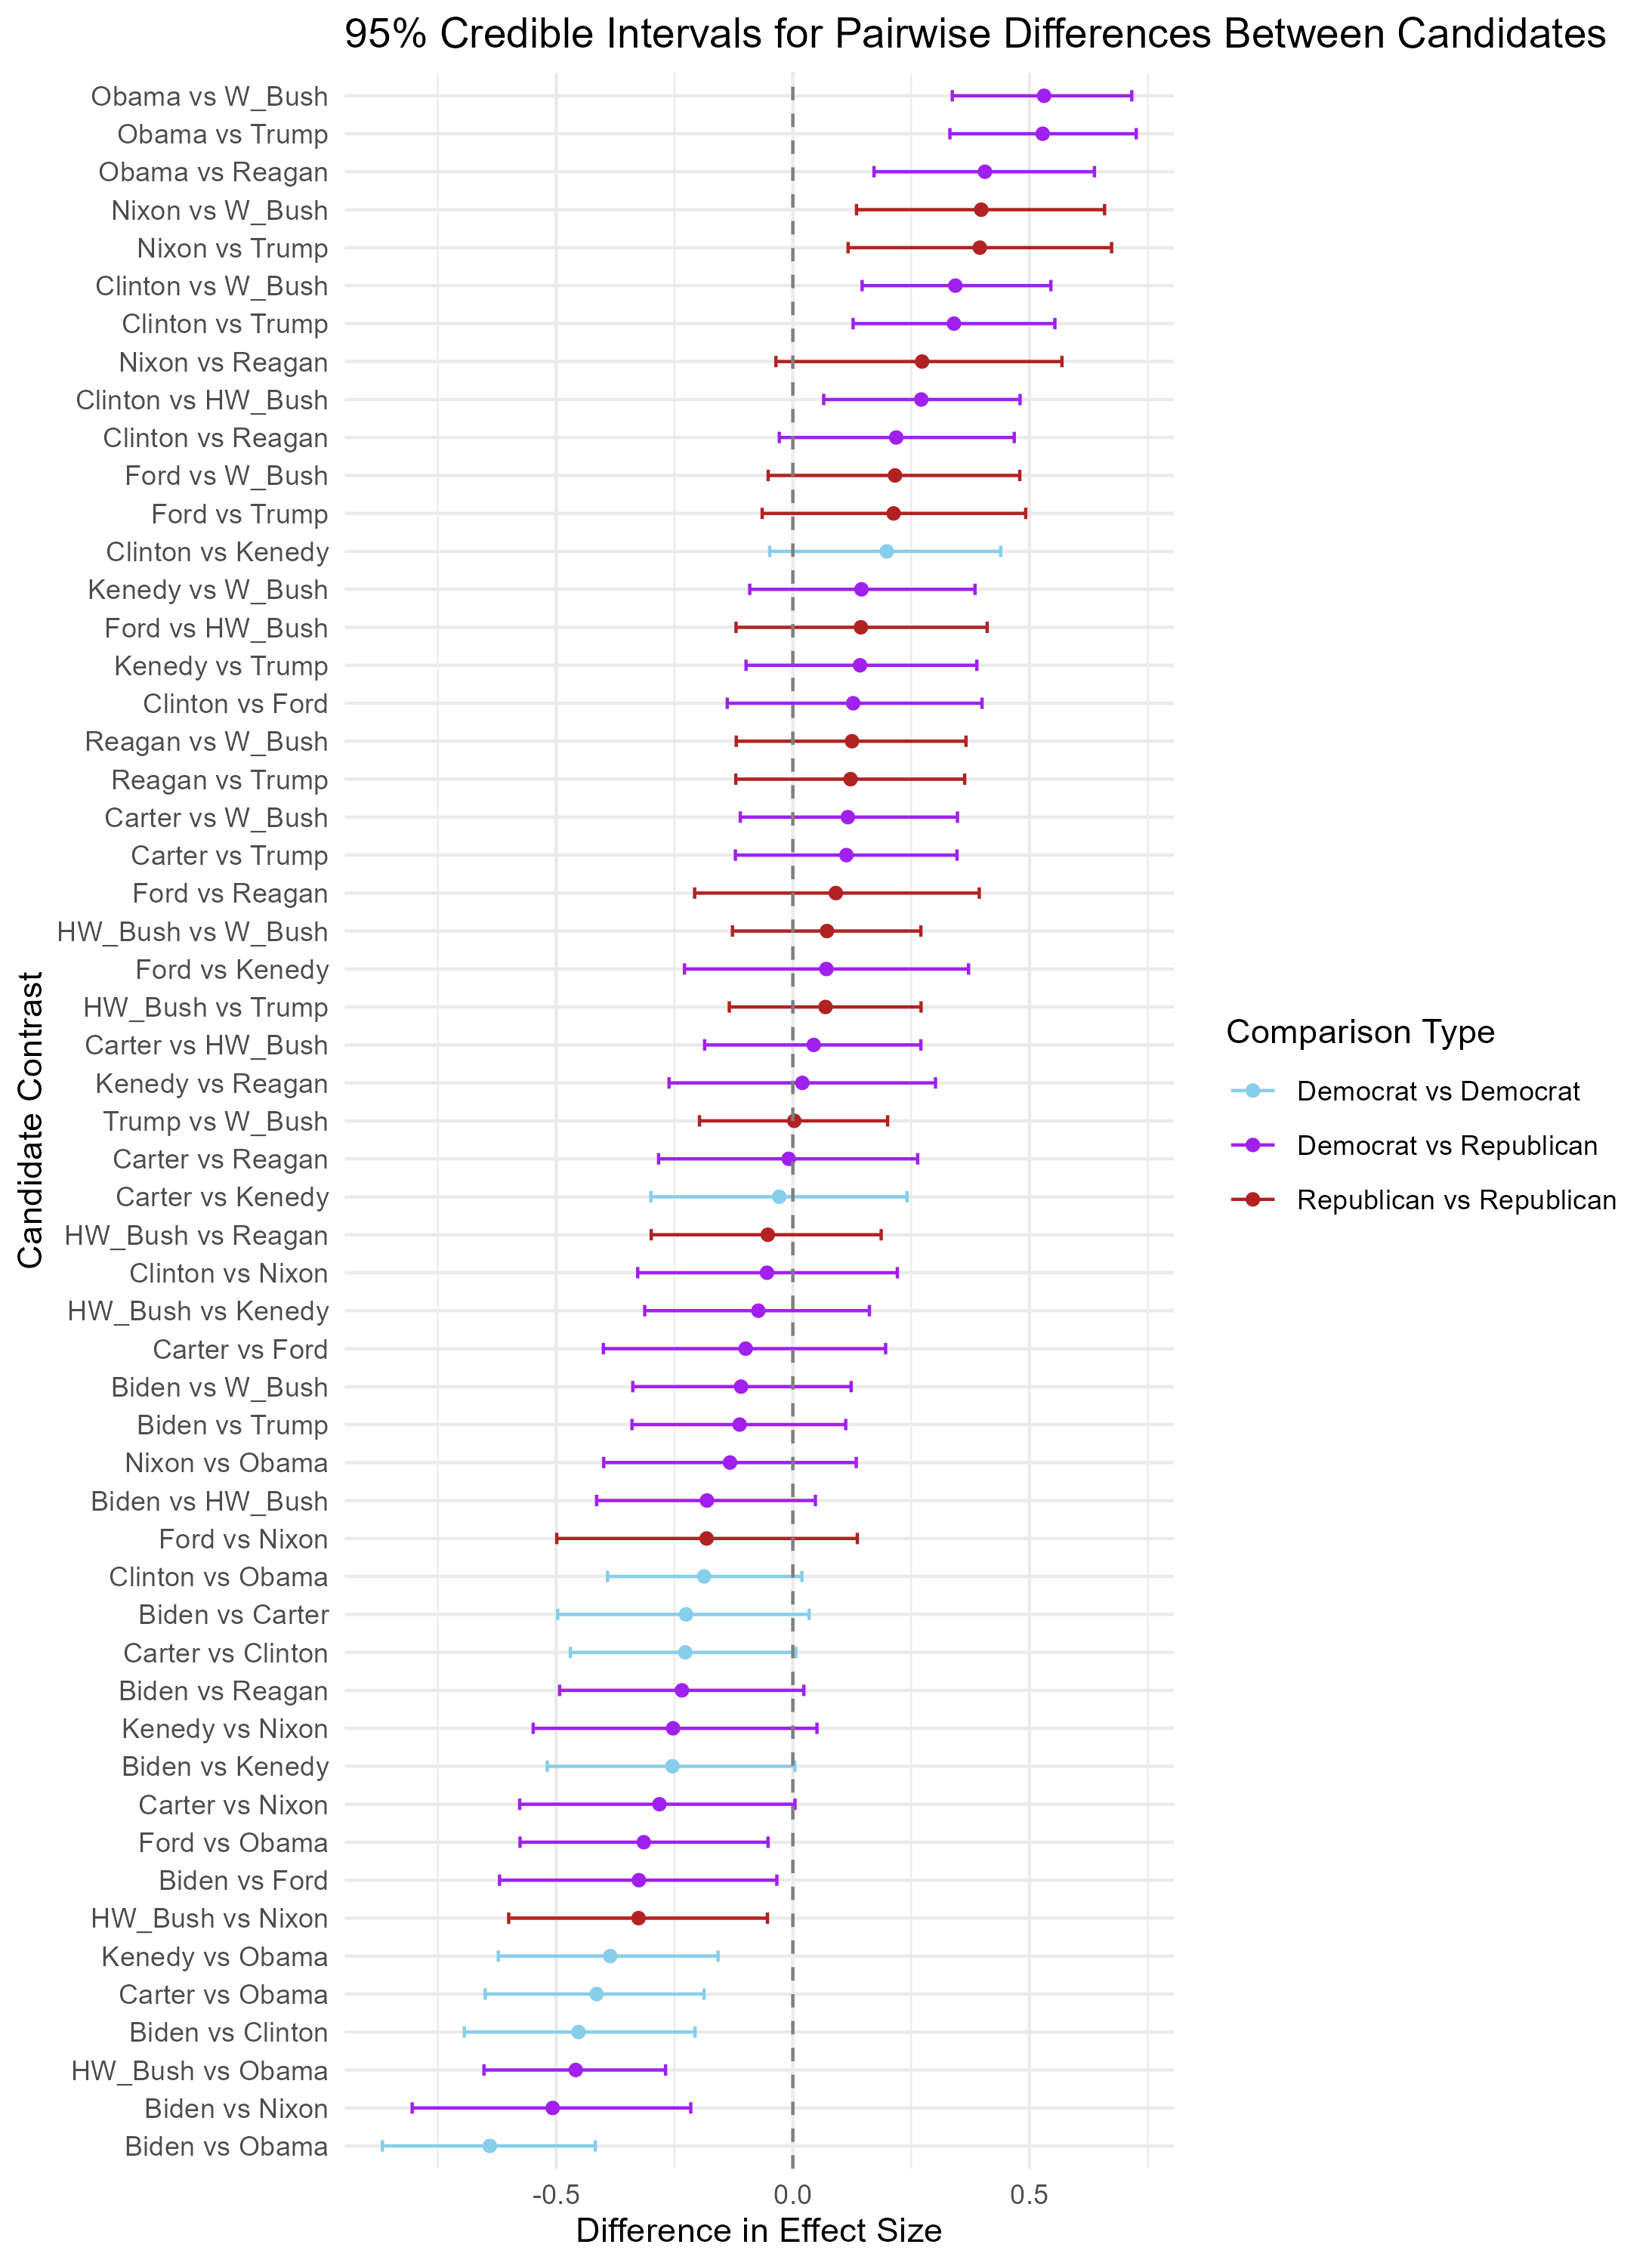 95% Credible Intervals for Pairwise Differences Between Candidates
Obama vs W_Bush
Obama vs Trump
Obama vs Reagan
Nixon vs W_Bush
Nixon vs Trump
Clinton vs W_Bush
Clinton vs Trump
Nixon vs Reagan
Clinton vs HW_Bush
Clinton vs Reagan
Ford vs W_Bush
Ford vs Trump
Clinton vs Kenedy
Kenedy vs W_Bush
Ford vs HW_Bush
Kenedy vs Trump
Clinton vs Ford
Reagan vs W_Bush
Reagan vs Trump
Carter vs W_Bush
Carter vs Trump
Ford vs Reagan
HW_Bush vs W_Bush
Ford vs Kenedy
HW_Bush vs Trump
Carter vs HW_Bush
Kenedy vs Reagan
Trump vs W_Bush
Carter vs Reagan
Carter vs Kenedy
HW_Bush vs Reagan
Clinton vs Nixon
HW_Bush vs Kenedy
Carter vs Ford
Biden vs W_Bush
Biden vs Trump
Nixon vs Obama
Biden vs HW_Bush
Ford vs Nixon
Clinton vs Obama
Biden vs Carter
Carter vs Clinton
Biden vs Reagan
Kenedy vs Nixon
Biden vs Kenedy
Carter vs Nixon
Ford vs Obama
Biden vs Ford
HW_Bush vs Nixon
Kenedy vs Obama
Carter vs Obama
Biden vs Clinton
HW_Bush vs Obama
Biden vs Nixon
Biden vs Obama
Candidate Contrast
-0.5 0.0 0.5
Difference in Effect Size
Comparison Type
Democrat vs Democrat
Democrat vs Republican
Republican vs Republican